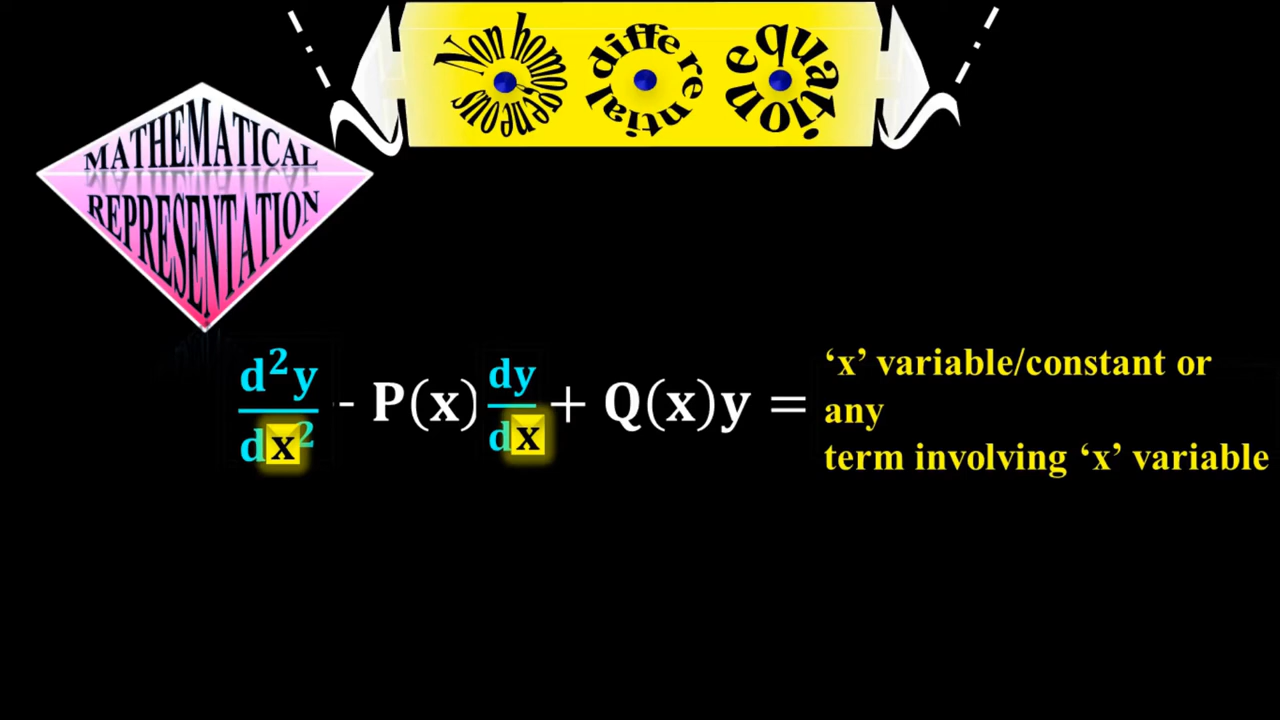 Non homogeneous differential equation
MATHEMATICAL
REPRESENTATION
d²y/dx² - P(x) dy/dx + Q(x)y =
‘x’ variable/constant or
any
term involving ‘x’ variable